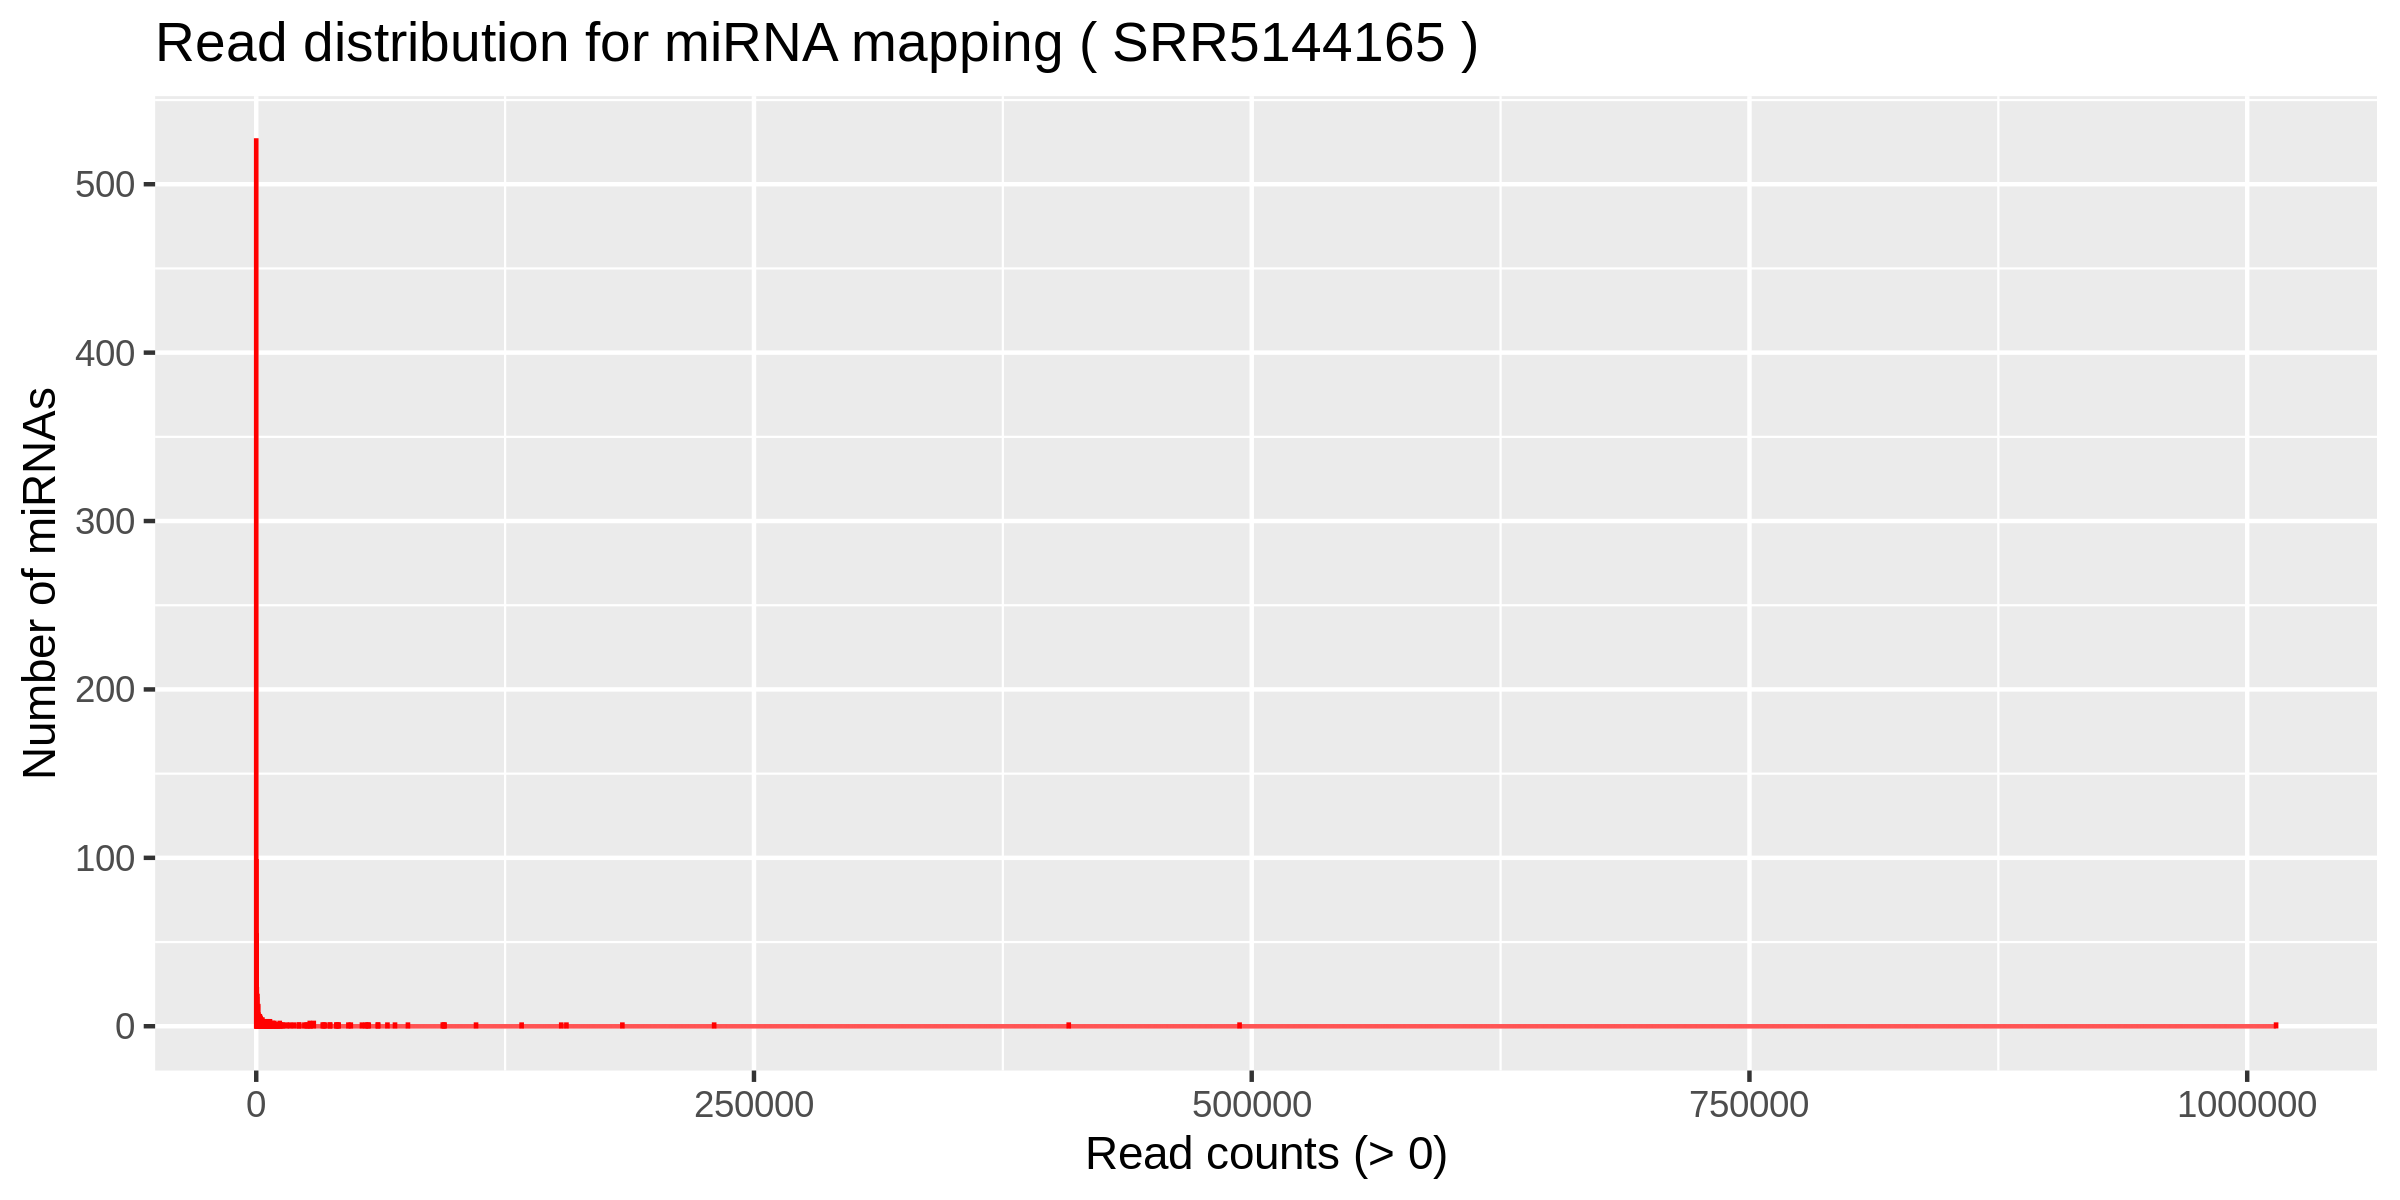 Read distribution for miRNA mapping ( SRR5144165 )
Number of miRNAs
500
400
300
200
100
0
0 250000 500000 750000 1000000
Read counts (> 0)